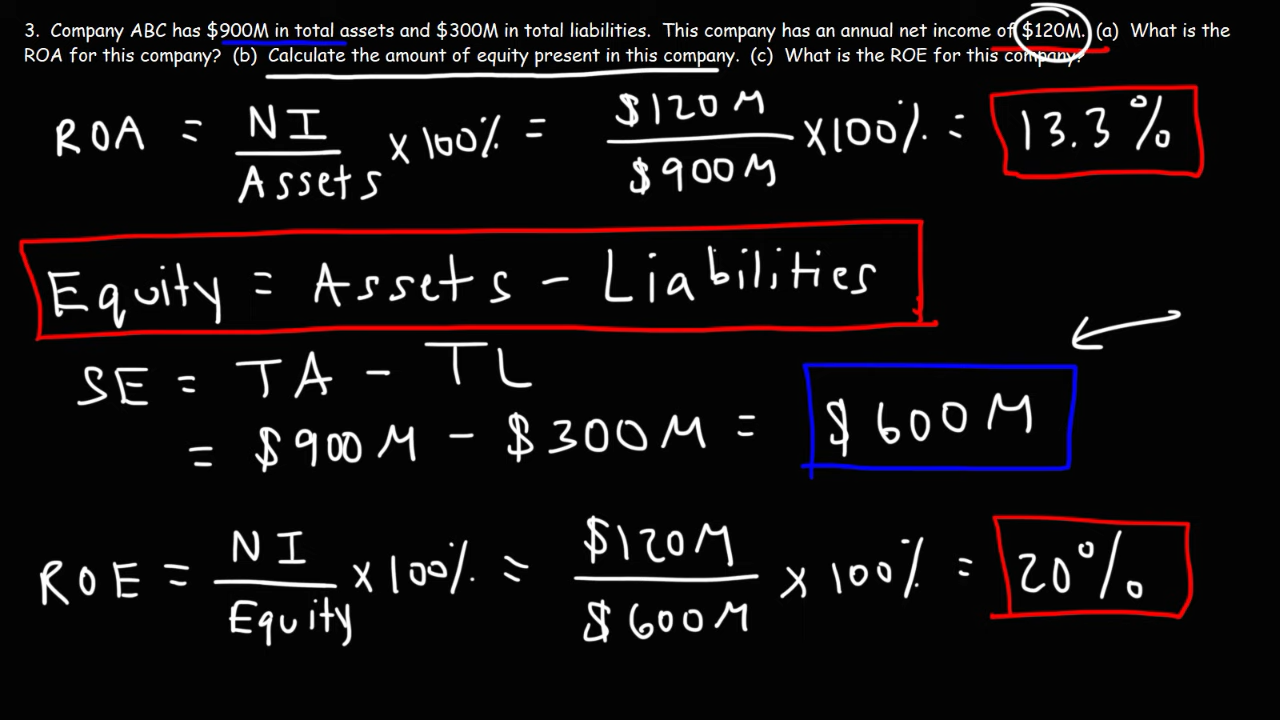 3. Company ABC has $900M in total assets and $300M in total liabilities. This company has an annual net income of $120M. (a) What is the
ROA for this company? (b) Calculate the amount of equity present in this company. (c) What is the ROE for this company?
ROA = NI / Assets x 100% = $120M / $900M x 100% = 13.3%
Equity = Assets - Liabilities
SE = TA - TL
= $900M - $300M = $600M
ROE = NI / Equity x 100% = $120M / $600M x 100% = 20%